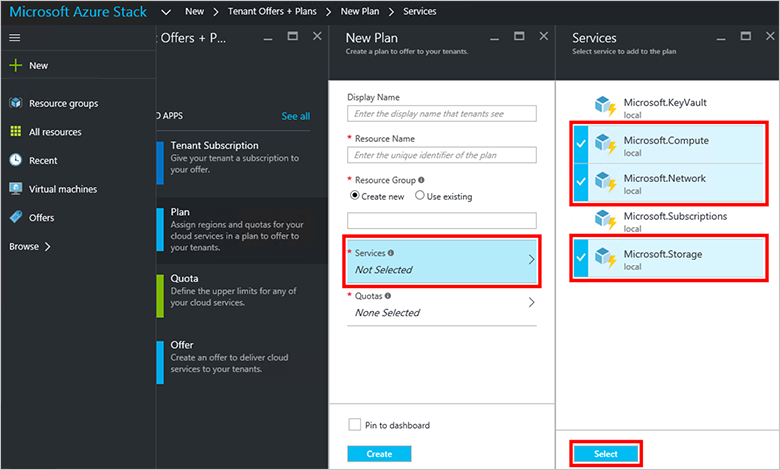 Microsoft Azure Stack New Tenant Offers + Plans New Plan Services
New
Resource groups
All resources
Recent
Virtual machines
Offers
Browse
Offers + P...
D APPS See all
Tenant Subscription
Give your tenant a subscription to
your offer.
Plan
Assign regions and quotas for your
cloud services in a plan to offer to
your tenants.
Quota
Define the upper limits for any of
your cloud services.
Offer
Create an offer to deliver cloud
services to your tenants.
New Plan
Create a plan to offer to your tenants.
Display Name
Enter the display name that tenants see
* Resource Name
Enter the unique identifier of the plan
* Resource Group
Create new Use existing
* Services
Not Selected
* Quotas
None Selected
Pin to dashboard
Create
Services
Select service to add to the plan
Microsoft.KeyVault
local
Microsoft.Compute
local
Microsoft.Network
local
Microsoft.Subscriptions
local
Microsoft.Storage
local
Select